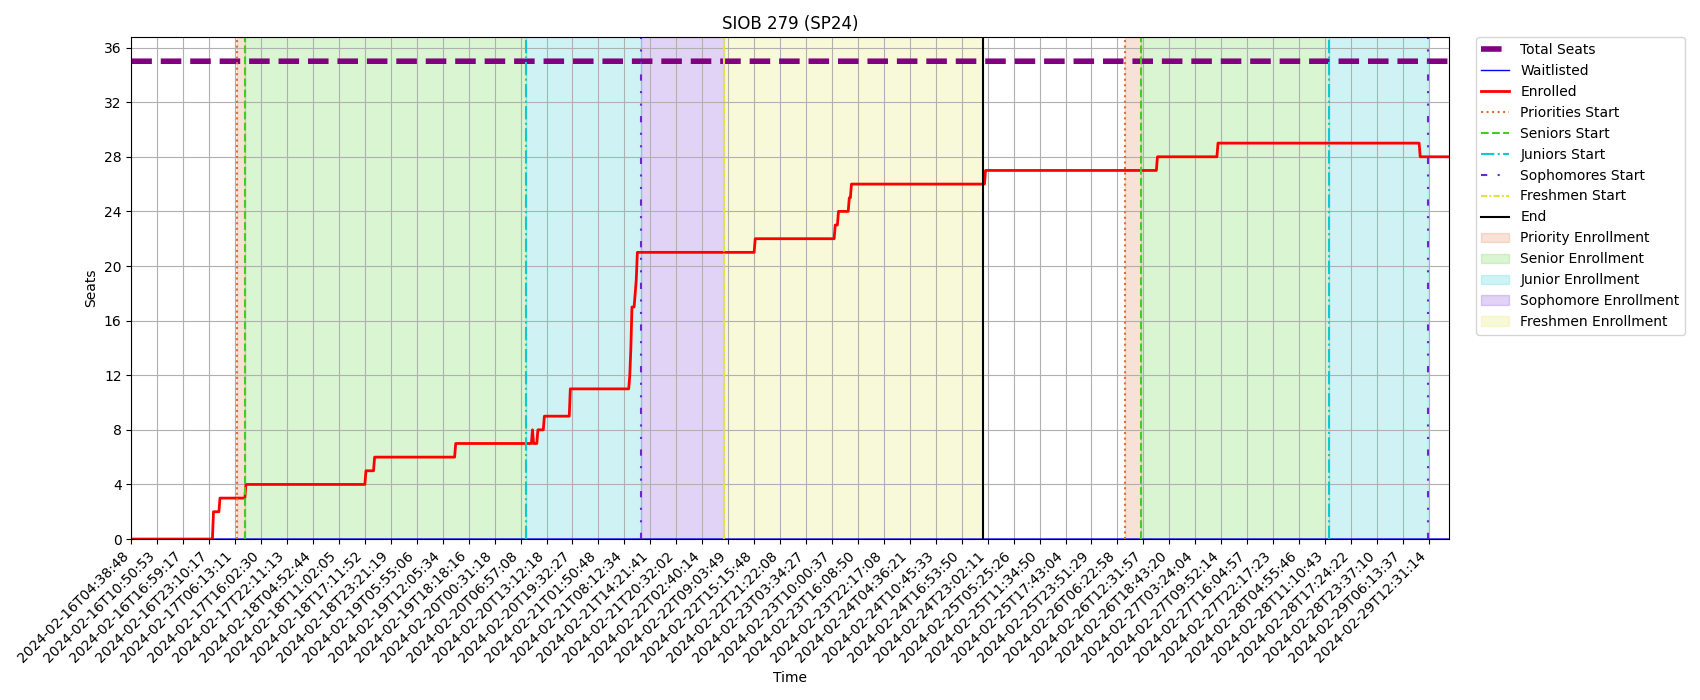 SIOB 279 (SP24)
Seats
36
32
28
24
20
16
12
8
4
0
2024-02-16T04:38:48
2024-02-16T10:50:53
2024-02-16T16:59:17
2024-02-16T23:10:17
2024-02-17T06:13:11
2024-02-17T16:02:30
2024-02-17T22:11:13
2024-02-18T04:52:44
2024-02-18T11:02:05
2024-02-18T17:11:52
2024-02-18T23:21:19
2024-02-19T05:55:06
2024-02-19T12:05:34
2024-02-19T18:18:16
2024-02-20T00:31:18
2024-02-20T06:57:08
2024-02-20T13:12:18
2024-02-20T19:32:27
2024-02-21T01:50:48
2024-02-21T08:12:34
2024-02-21T14:21:41
2024-02-21T20:32:02
2024-02-22T02:40:14
2024-02-22T09:03:49
2024-02-22T15:15:48
2024-02-22T21:22:08
2024-02-23T03:34:27
2024-02-23T10:00:37
2024-02-23T16:08:50
2024-02-23T22:17:08
2024-02-24T04:36:21
2024-02-24T10:45:33
2024-02-24T16:53:50
2024-02-24T23:02:11
2024-02-25T05:25:26
2024-02-25T11:34:50
2024-02-25T17:43:04
2024-02-25T23:51:29
2024-02-26T06:22:58
2024-02-26T12:31:57
2024-02-26T18:43:20
2024-02-27T03:24:04
2024-02-27T09:52:14
2024-02-27T16:04:57
2024-02-27T22:17:23
2024-02-28T04:55:46
2024-02-28T11:10:43
2024-02-28T17:24:22
2024-02-28T23:37:10
2024-02-29T06:13:37
2024-02-29T12:31:14
Time
Total Seats
Waitlisted
Enrolled
Priorities Start
Seniors Start
Juniors Start
Sophomores Start
Freshmen Start
End
Priority Enrollment
Senior Enrollment
Junior Enrollment
Sophomore Enrollment
Freshmen Enrollment